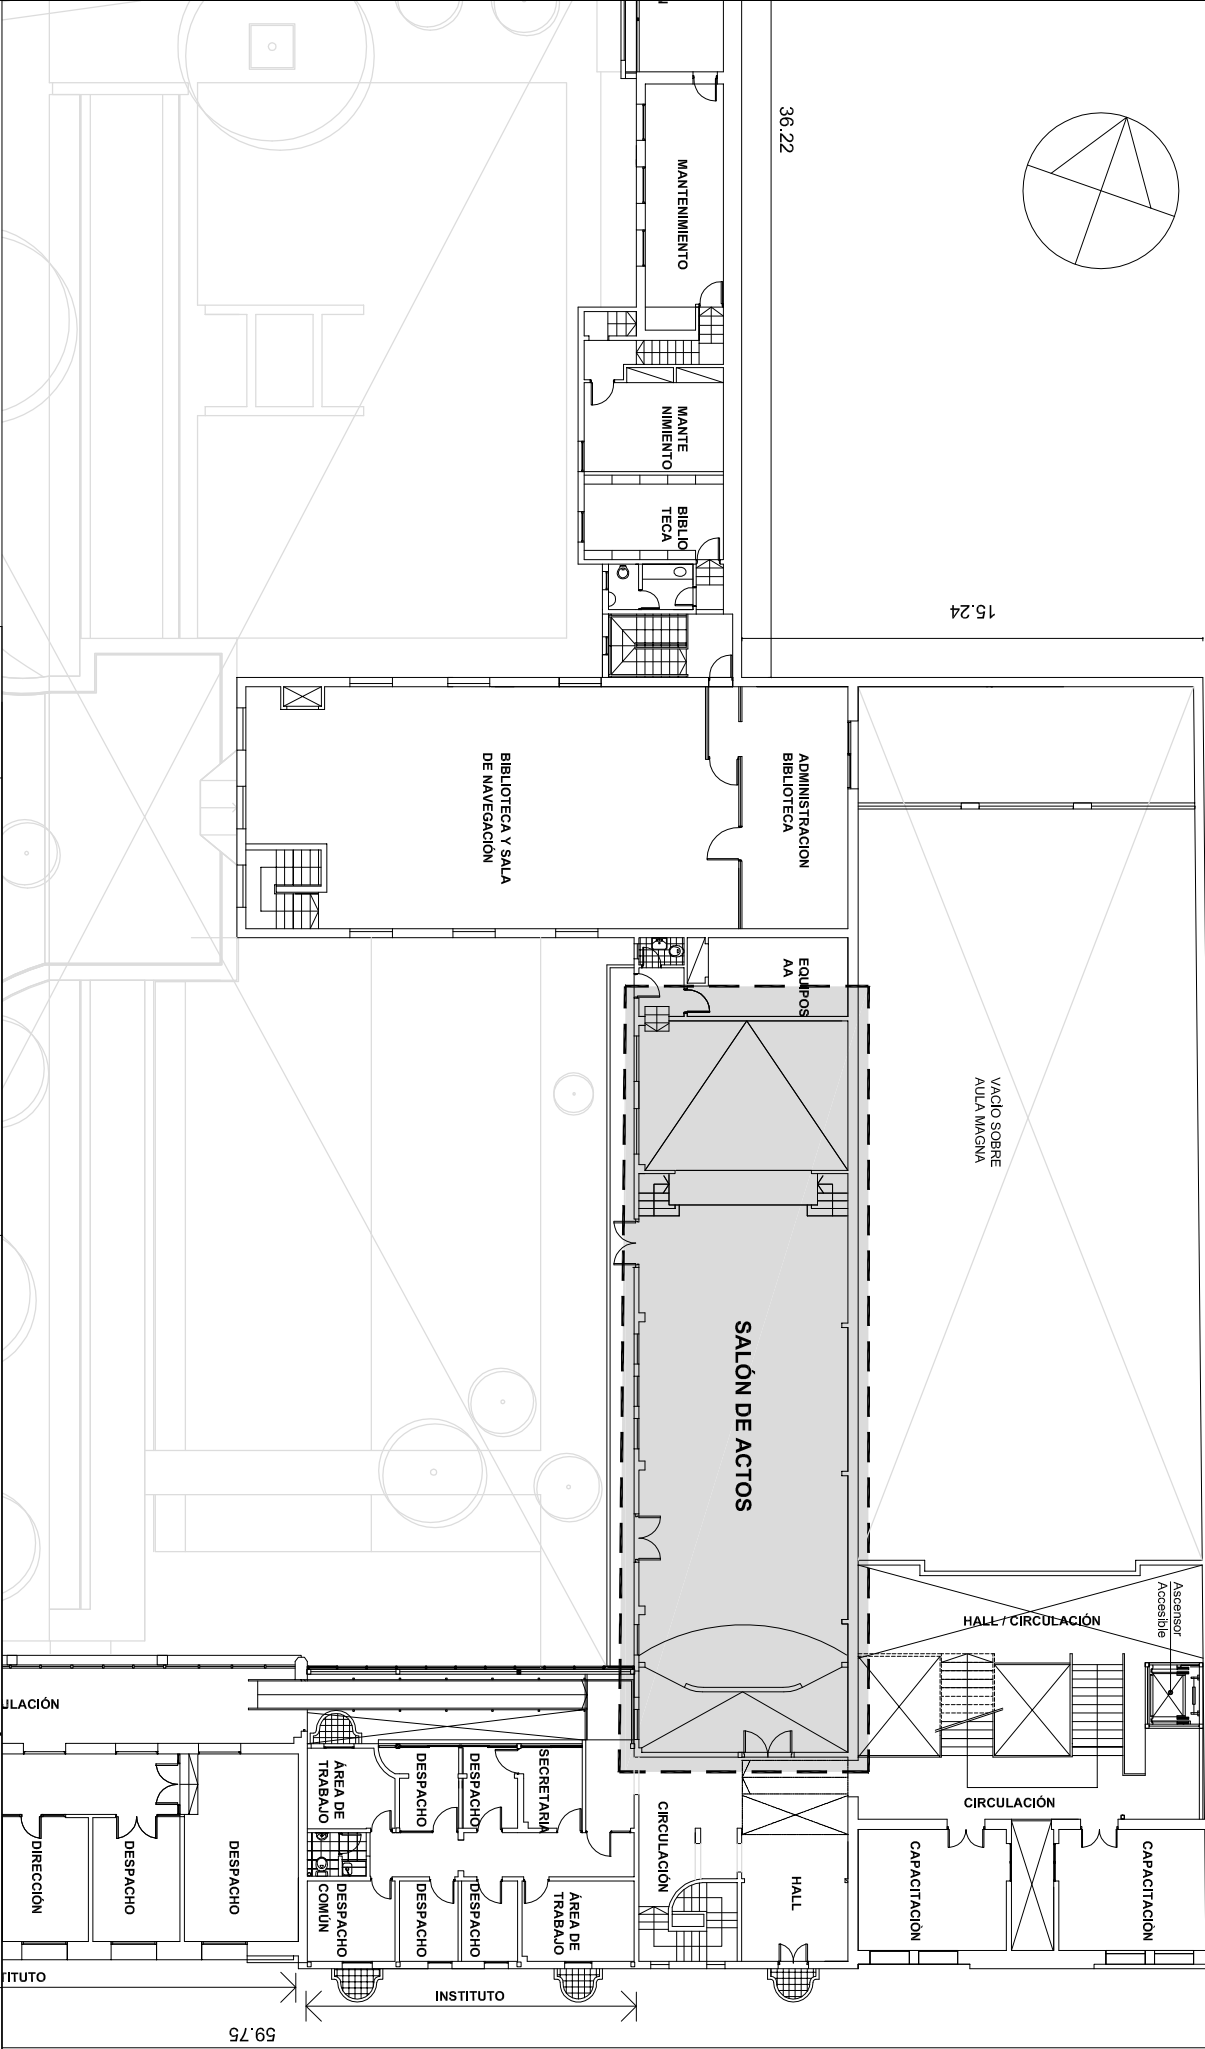 36.22
MANTENIMIENTO
MANTE
NIMIENTO
BIBLIO
TECA
15.24
BIBLIOTECA Y SALA
DE NAVEGACIÓN
ADMINISTRACION
BIBLIOTECA
EQUIPOS
AA
VACÍO SOBRE
AULA MAGNA
SALÓN DE ACTOS
HALL / CIRCULACIÓN
Ascensor
Accesible
ULACIÓN
ÁREA DE
TRABAJO
DESPACHO
DESPACHO
SECRETARIA
CIRCULACIÓN
CIRCULACIÓN
DIRECCIÓN
DESPACHO
DESPACHO
DESPACHO
COMÚN
DESPACHO
DESPACHO
ÁREA DE
TRABAJO
HALL
CAPACITACIÓN
CAPACITACIÓN
TITUTO
INSTITUTO
59.75